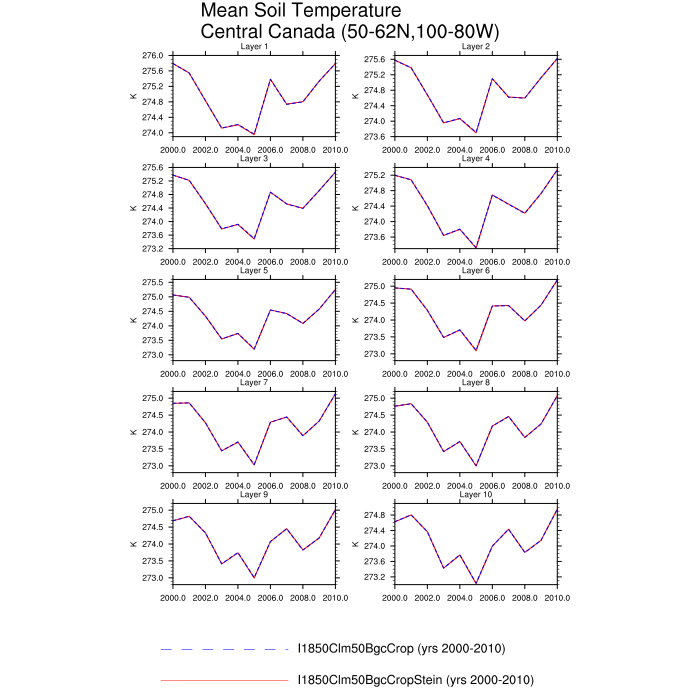 Mean Soil Temperature
Central Canada (50-62N,100-80W)
Layer 1
276.0
275.6
275.2
274.8
274.4
274.0
K
2000.0 2002.0 2004.0 2006.0 2008.0 2010.0
Layer 2
275.6
275.2
274.8
274.4
274.0
273.6
K
2000.0 2002.0 2004.0 2006.0 2008.0 2010.0
Layer 3
275.6
275.2
274.8
274.4
274.0
273.6
273.2
K
2000.0 2002.0 2004.0 2006.0 2008.0 2010.0
Layer 4
275.2
274.8
274.4
274.0
273.6
K
2000.0 2002.0 2004.0 2006.0 2008.0 2010.0
Layer 5
275.5
275.0
274.5
274.0
273.5
273.0
K
2000.0 2002.0 2004.0 2006.0 2008.0 2010.0
Layer 6
275.0
274.5
274.0
273.5
273.0
K
2000.0 2002.0 2004.0 2006.0 2008.0 2010.0
Layer 7
275.0
274.5
274.0
273.5
273.0
K
2000.0 2002.0 2004.0 2006.0 2008.0 2010.0
Layer 8
275.0
274.5
274.0
273.5
273.0
K
2000.0 2002.0 2004.0 2006.0 2008.0 2010.0
Layer 9
275.0
274.5
274.0
273.5
273.0
K
2000.0 2002.0 2004.0 2006.0 2008.0 2010.0
Layer 10
274.8
274.4
274.0
273.6
273.2
K
2000.0 2002.0 2004.0 2006.0 2008.0 2010.0
I1850Clm50BgcCrop (yrs 2000-2010)
I1850Clm50BgcCropStein (yrs 2000-2010)